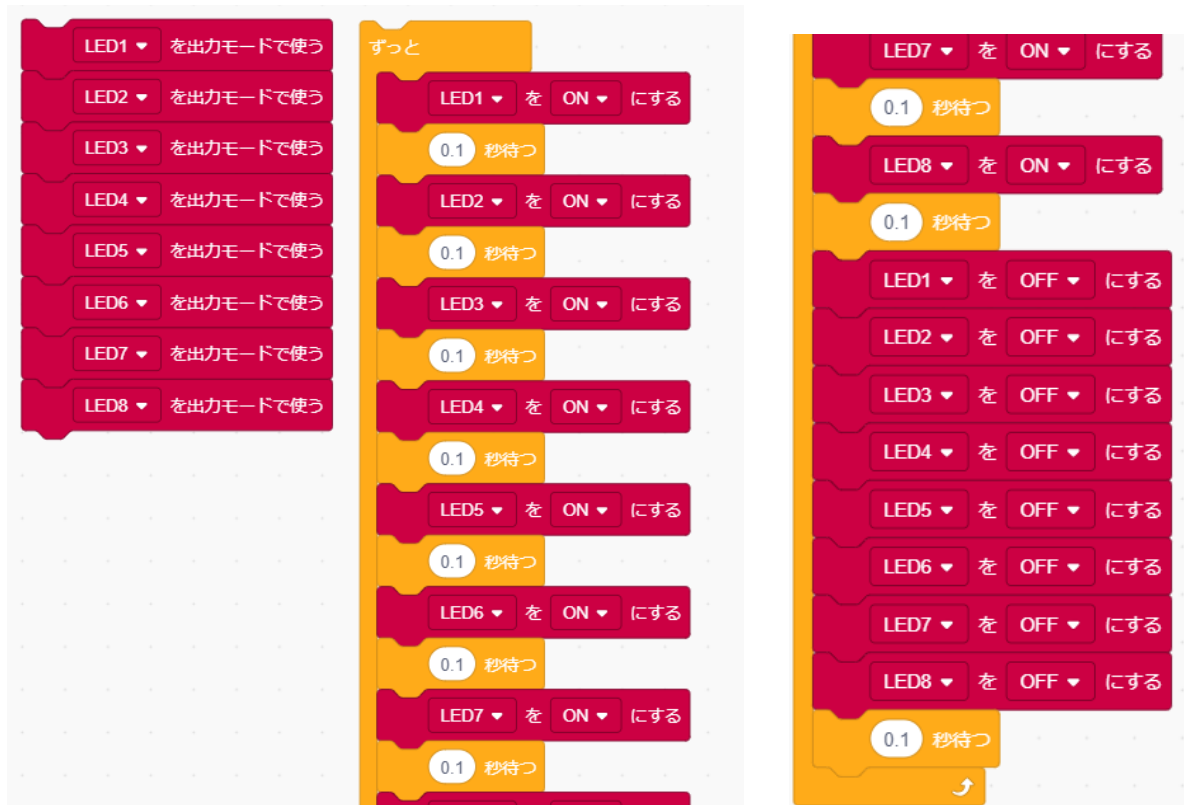 LED1 を出力モードで使う
LED2 を出力モードで使う
LED3 を出力モードで使う
LED4 を出力モードで使う
LED5 を出力モードで使う
LED6 を出力モードで使う
LED7 を出力モードで使う
LED8 を出力モードで使う
ずっと
LED1 を ON にする
0.1 秒待つ
LED2 を ON にする
0.1 秒待つ
LED3 を ON にする
0.1 秒待つ
LED4 を ON にする
0.1 秒待つ
LED5 を ON にする
0.1 秒待つ
LED6 を ON にする
0.1 秒待つ
LED7 を ON にする
0.1 秒待つ
LED7 を ON にする
0.1 秒待つ
LED8 を ON にする
0.1 秒待つ
LED1 を OFF にする
LED2 を OFF にする
LED3 を OFF にする
LED4 を OFF にする
LED5 を OFF にする
LED6 を OFF にする
LED7 を OFF にする
LED8 を OFF にする
0.1 秒待つ